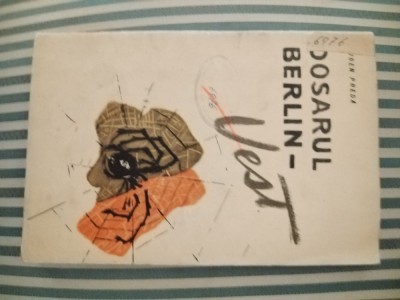 PREDA
DOSARUL
BERLIN-
Vest